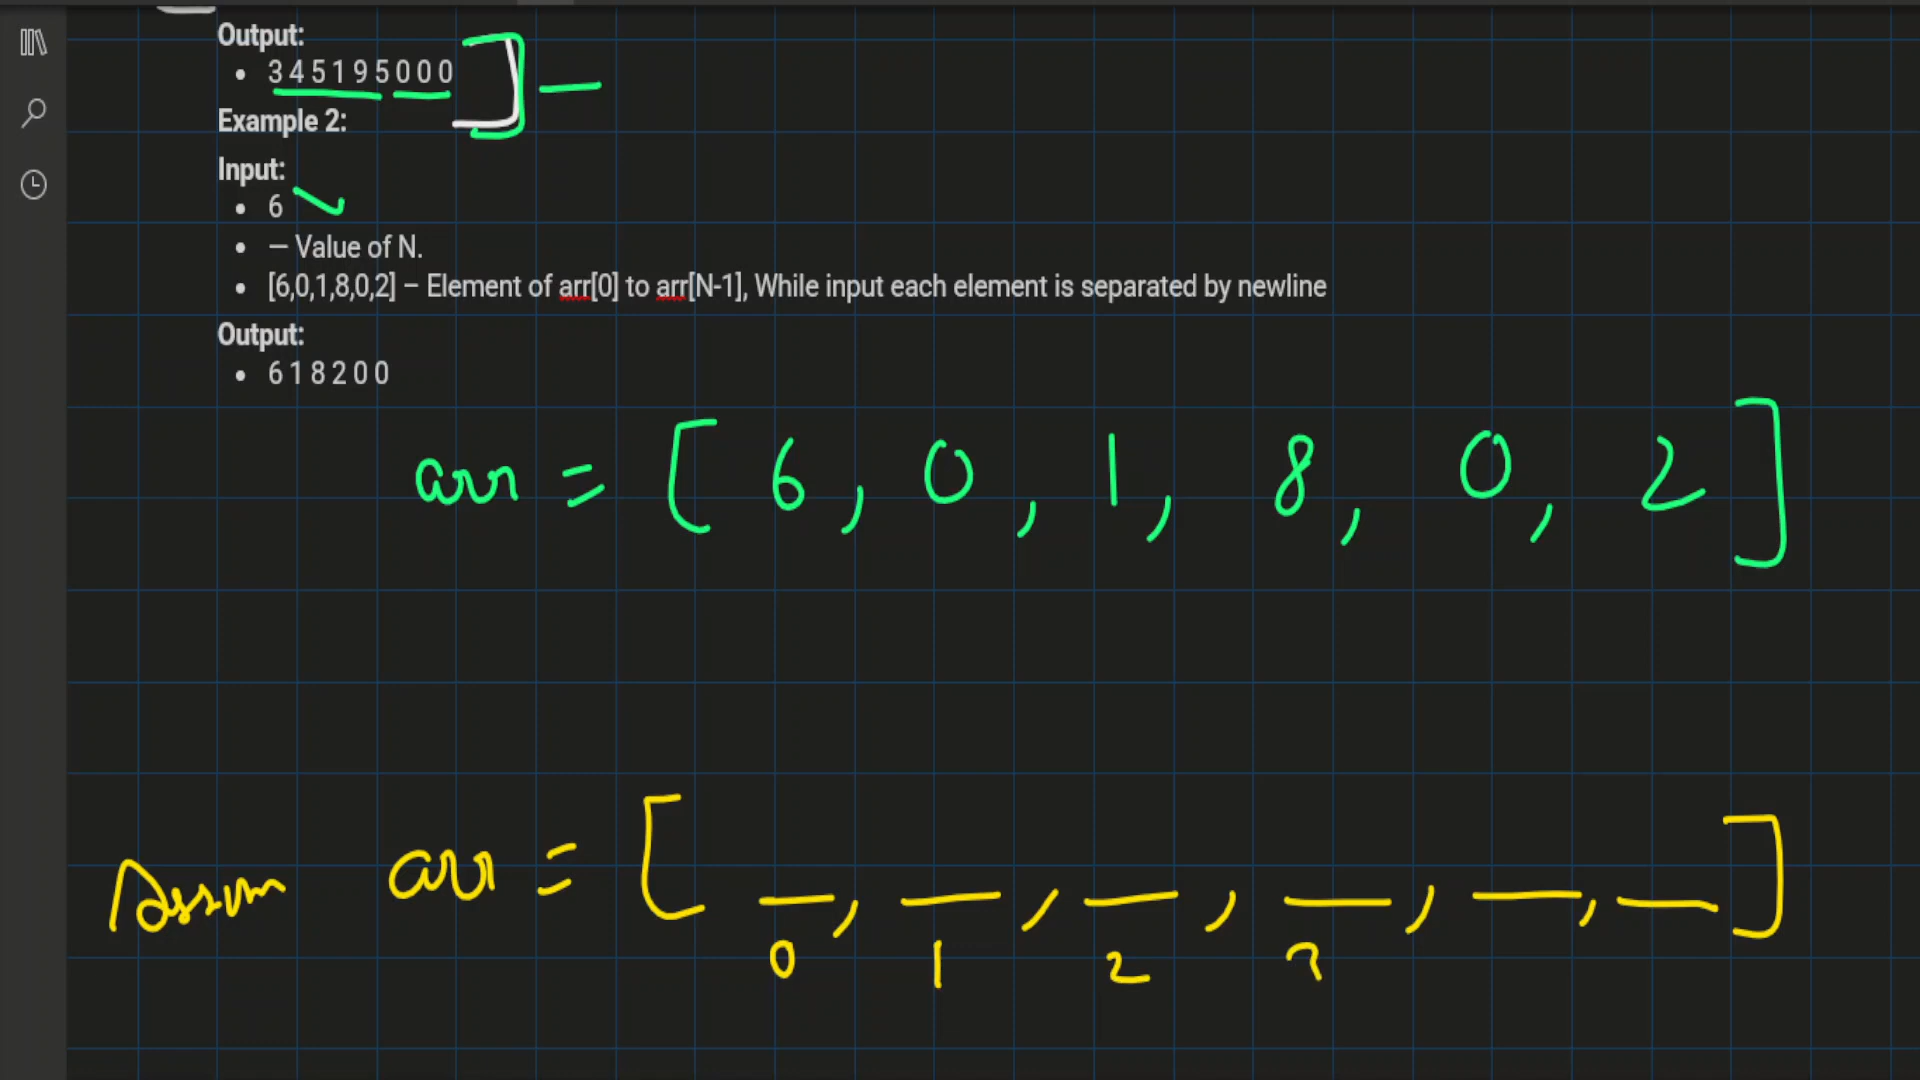 Output:
• 3 4 5 1 9 5 0 0 0
Example 2:
Input:
• 6
• – Value of N.
• [6,0,1,8,0,2] – Element of arr[0] to arr[N-1], While input each element is separated by newline
Output:
• 6 1 8 2 0 0
arr = [ 6 , 0 , 1 , 8 , 0 , 2 ]
Assum arr = [ _ , _ , _ , _ , _ , _ ]
0 1 2